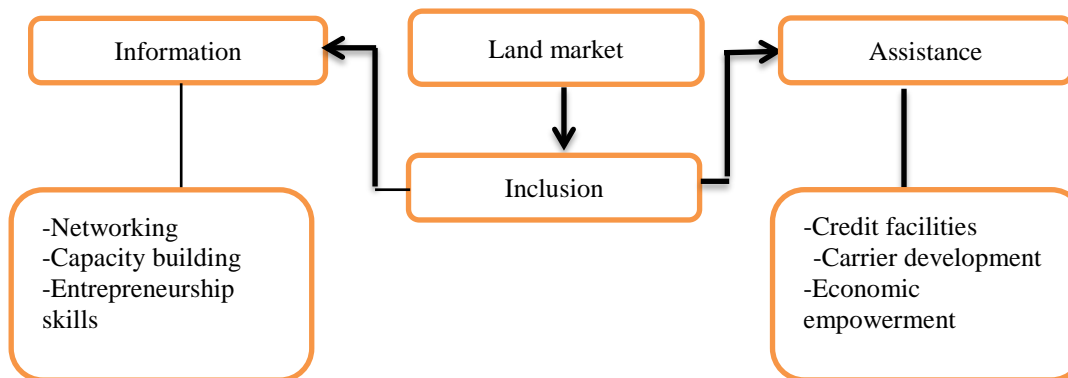 Information
Land market
Assistance
Inclusion
-Networking
-Capacity building
-Entrepreneurship
skills
-Credit facilities
-Carrier development
-Economic
empowerment